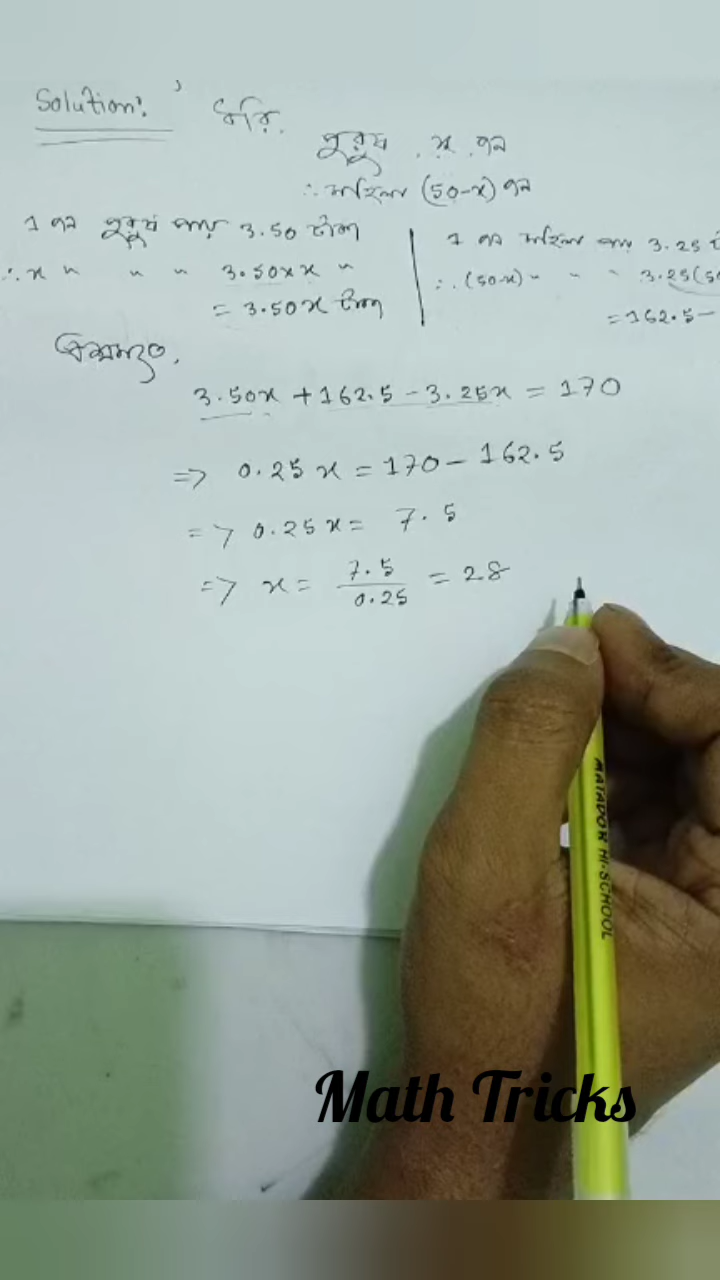 Solution:
ধরি,
পুরুষ x জন
∴ মহিলা (50-x) জন
1 জন পুরুষ পায় 3.50 টাকা
∴ x " " " 3.50xx "
= 3.50x টাকা
1 জন মহিলা পায় 3.25 ট
∴ (50-x) " " " 3.25(50
= 162.5 -
প্রশ্নমতে,
3.50x + 162.5 - 3.25x = 170
=> 0.25x = 170 - 162.5
=> 0.25x = 7.5
=> x = 7.5/0.25 = 28
MATADOR HI-SCHOOL
Math Tricks